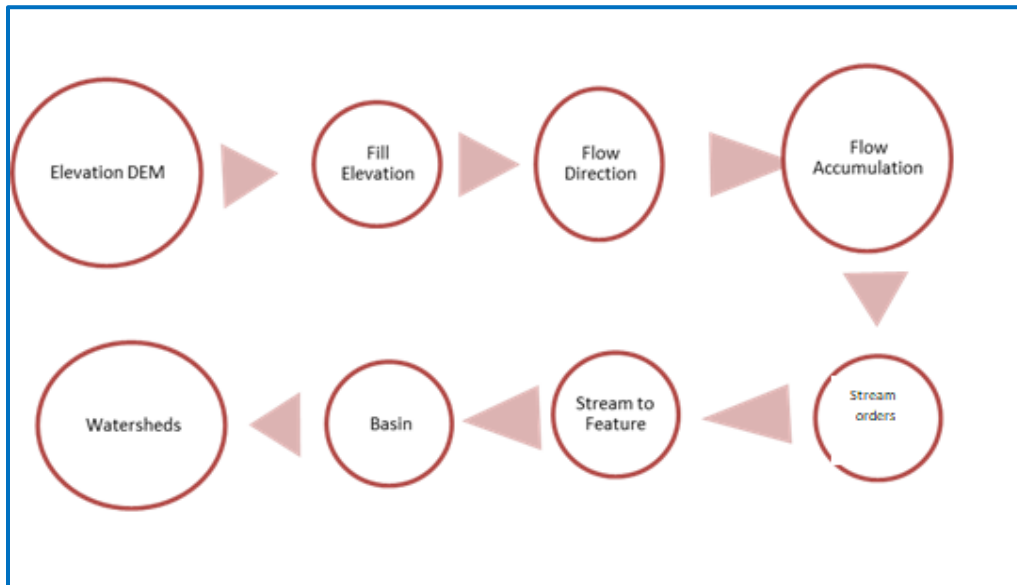 Elevation DEM
Fill
Elevation
Flow
Direction
Flow
Accumulation
Stream
orders
Stream to
Feature
Basin
Watersheds